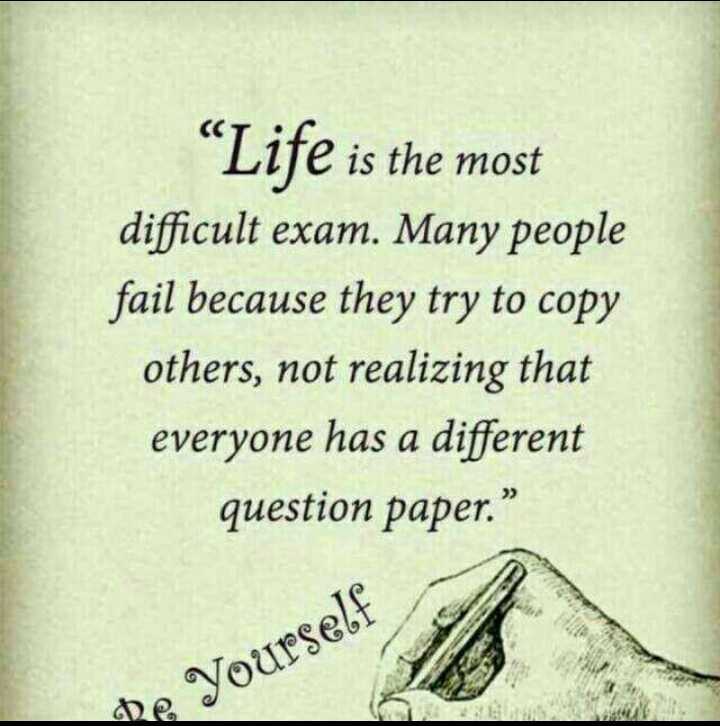 “Life is the most
difficult exam. Many people
fail because they try to copy
others, not realizing that
everyone has a different
question paper.”
Be Yourself